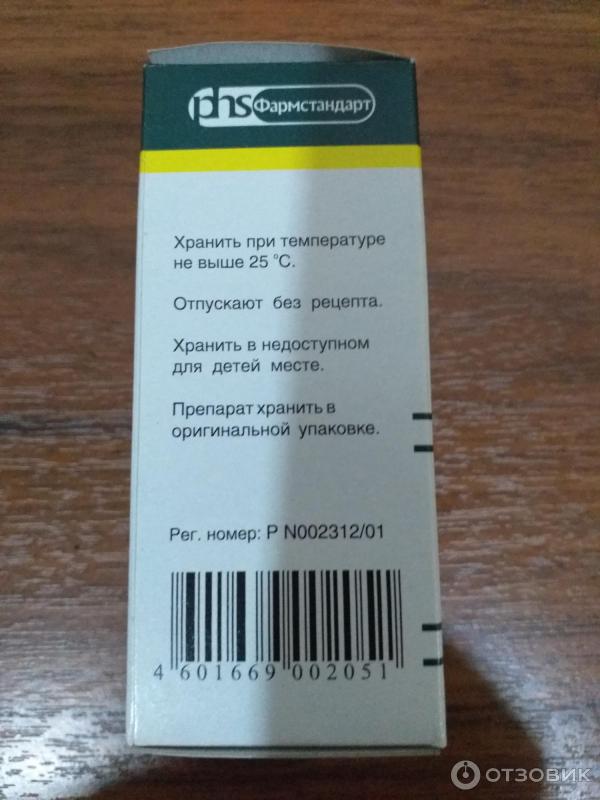 phs Фармстандарт
Хранить при температуре
не выше 25 °С.
Отпускают без рецепта.
Хранить в недоступном
для детей месте.
Препарат хранить в
оригинальной упаковке.
Рег. номер: Р N002312/01
4 601669 002051
ОТЗОВИК